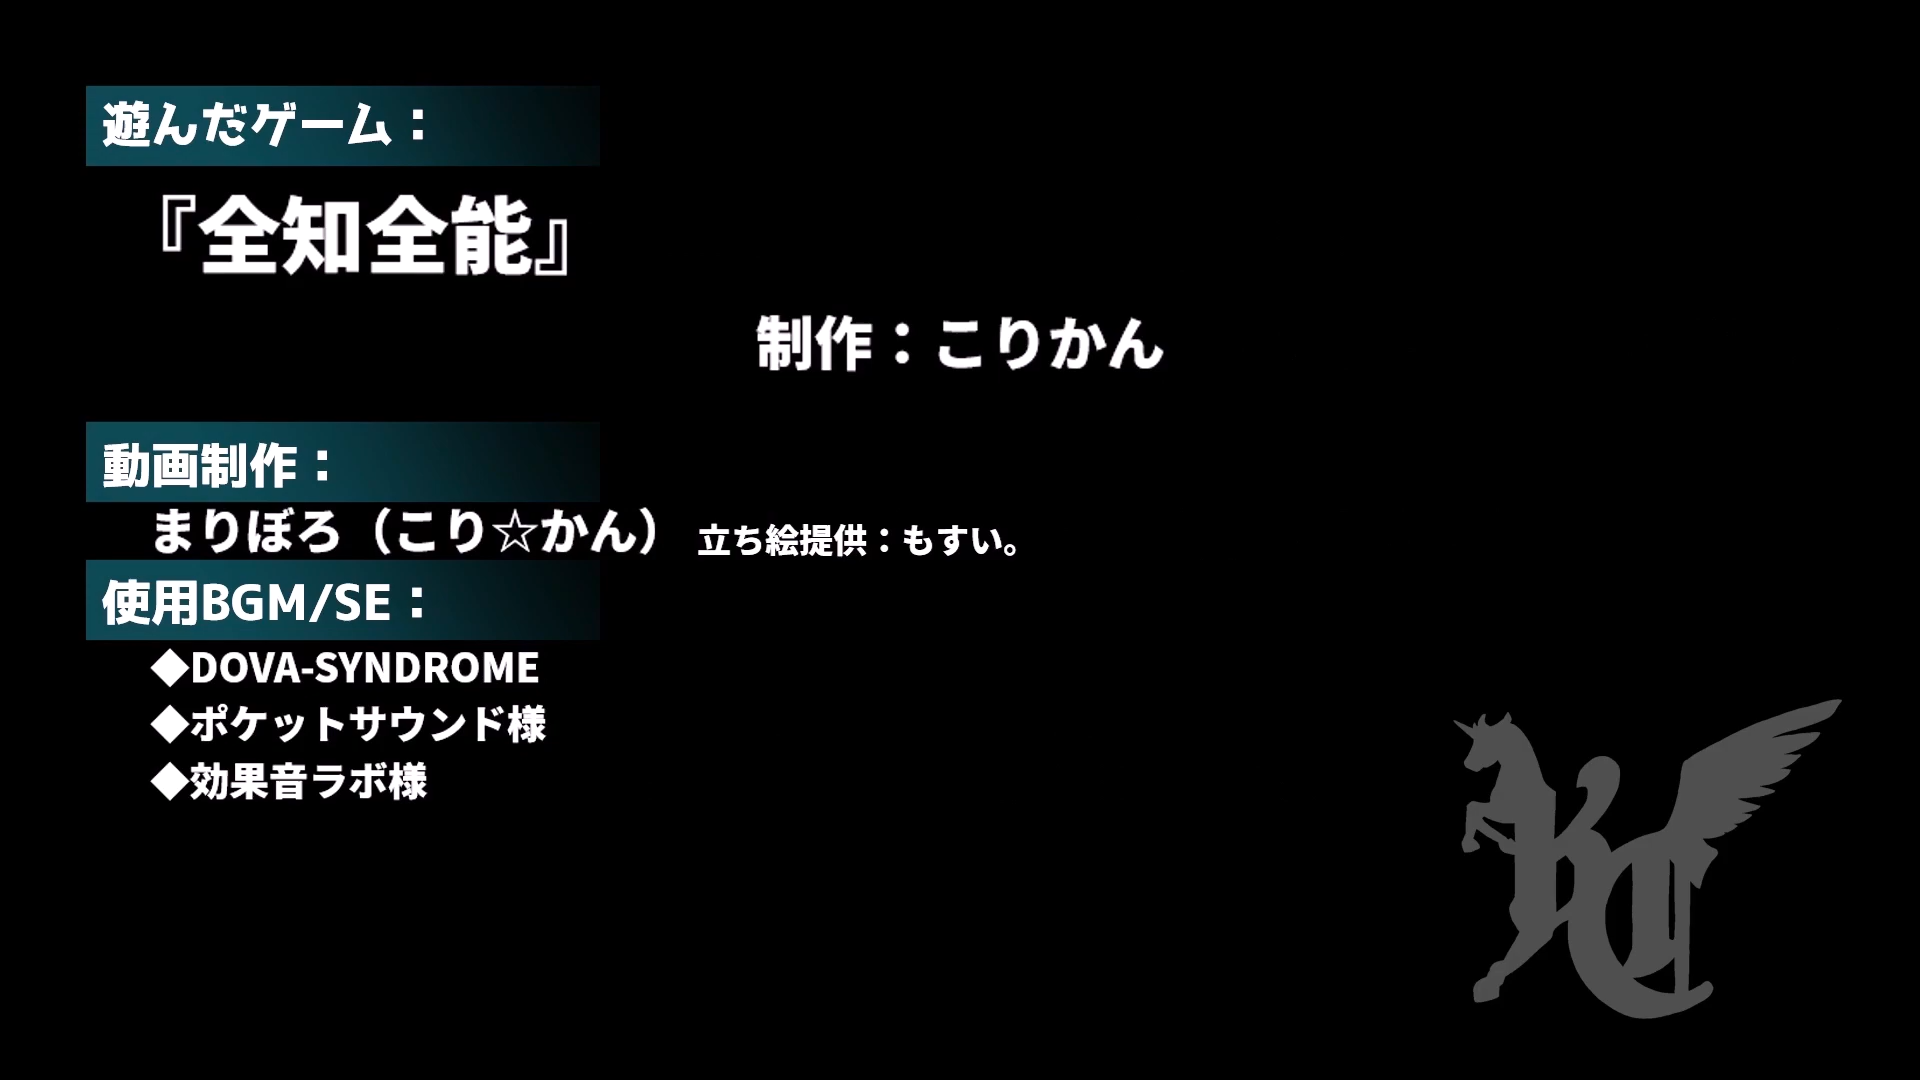 遊んだゲーム：
『全知全能』
制作：こりかん
動画制作：
まりぼろ（こり☆かん） 立ち絵提供：もすい。
使用BGM/SE：
◆DOVA-SYNDROME
◆ポケットサウンド様
◆効果音ラボ様